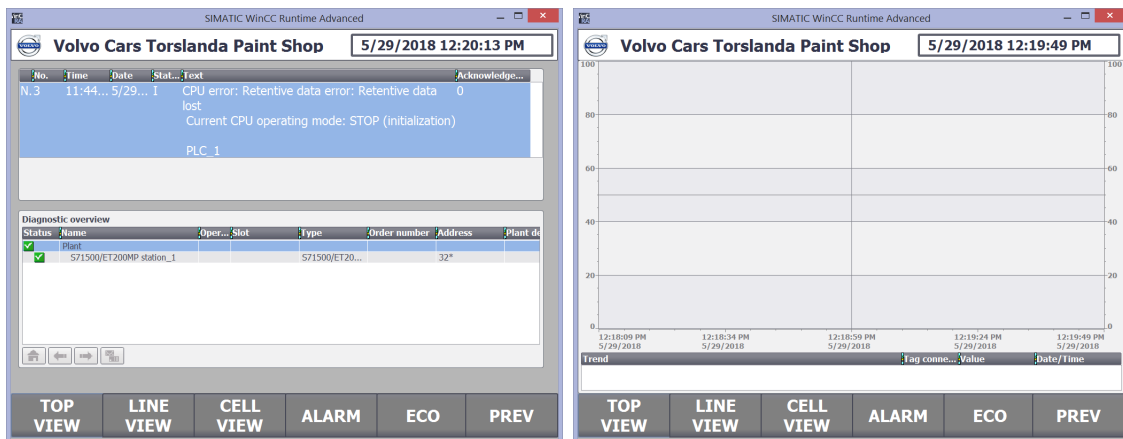 SIMATIC WinCC Runtime Advanced
VOLVO
Volvo Cars Torslanda Paint Shop
5/29/2018 12:20:13 PM
No. Time Date Stat... Text Acknowledge...
N.3 11:44... 5/29... I CPU error: Retentive data error: Retentive data 0
lost
Current CPU operating mode: STOP (initialization)
PLC_1
Diagnostic overview
Status Name Oper... Slot Type Order number Address Plant de
Plant
S71500/ET200MP station_1 S71500/ET20... 32*
TOP
VIEW
LINE
VIEW
CELL
VIEW
ALARM
ECO
PREV
SIMATIC WinCC Runtime Advanced
VOLVO
Volvo Cars Torslanda Paint Shop
5/29/2018 12:19:49 PM
100 100
80 80
60 60
40 40
20 20
0 0
12:18:09 PM 12:18:34 PM 12:18:59 PM 12:19:24 PM 12:19:49 PM
5/29/2018 5/29/2018 5/29/2018 5/29/2018 5/29/2018
Trend Tag conne... Value Date/Time
TOP
VIEW
LINE
VIEW
CELL
VIEW
ALARM
ECO
PREV